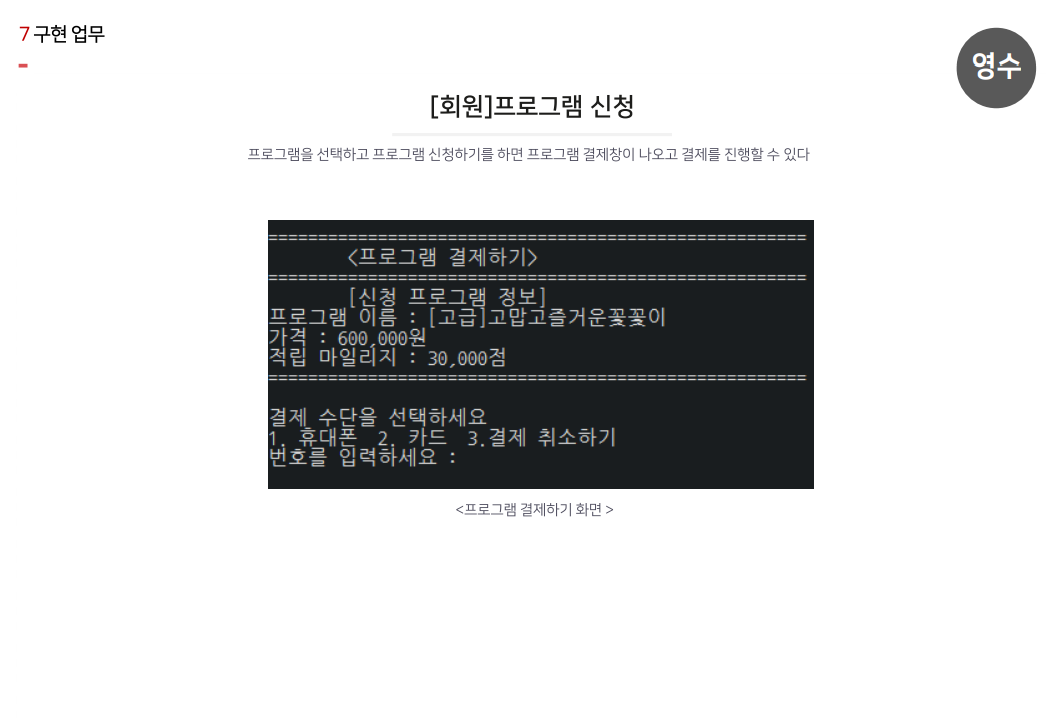 7 구현 업무
영수
[회원]프로그램 신청
프로그램을 선택하고 프로그램 신청하기를 하면 프로그램 결제창이 나오고 결제를 진행할 수 있다
======================================================
<프로그램 결제하기>
======================================================
[신청 프로그램 정보]
프로그램 이름 : [고급]고맙고즐거운꽃꽃이
가격 : 600,000원
적립 마일리지 : 30,000점
======================================================
결제 수단을 선택하세요
1. 휴대폰  2. 카드  3.결제 취소하기
번호를 입력하세요 :
<프로그램 결제하기 화면 >